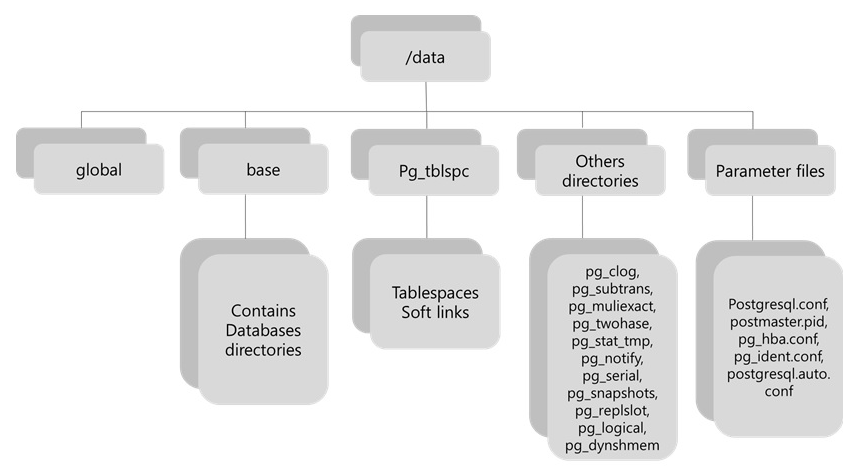 /data
global
base
Pg_tblspc
Others
directories
Parameter files
Contains
Databases
directories
Tablespaces
Soft links
pg_clog,
pg_subtrans,
pg_muliexact,
pg_twohase,
pg_stat_tmp,
pg_notify,
pg_serial,
pg_snapshots,
pg_replslot,
pg_logical,
pg_dynshmem
Postgresql.conf,
postmaster.pid,
pg_hba.conf,
pg_ident.conf,
postgresql.auto.
conf